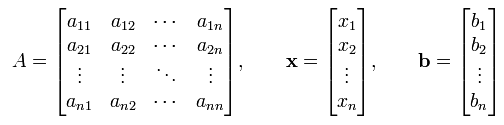 A = [ a₁₁ a₁₂ ⋯ a₁ₙ ; a₂₁ a₂₂ ⋯ a₂ₙ ; ⋮ ⋮ ⋱ ⋮ ; aₙ₁ aₙ₂ ⋯ aₙₙ ], x = [ x₁ ; x₂ ; ⋮ ; xₙ ], b = [ b₁ ; b₂ ; ⋮ ; bₙ ]